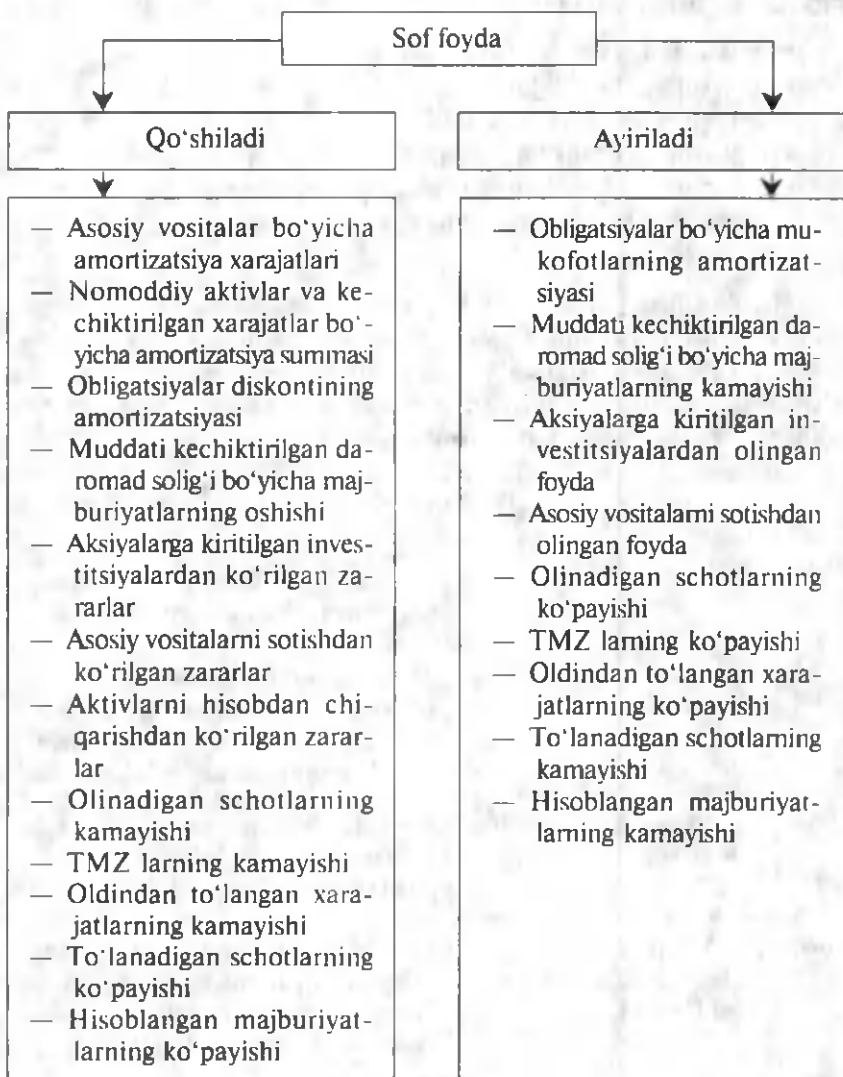 Sof foyda
Qo‘shiladi
— Asosiy vositalar bo‘yicha
amortizatsiya xarajatlari
— Nomoddiy aktivlar va ke-
chiktirilgan xarajatlar bo‘-
yicha amortizatsiya summasi
— Obligatsiyalar diskontining
amortizatsiyasi
— Muddati kechiktirilgan da-
romad solig‘i bo‘yicha maj-
buriyatlarning oshishi
— Aksiyalarga kiritilgan inves-
titsiyalardan ko‘rilgan za-
rarlar
— Asosiy vositalarni sotishdan
ko‘rilgan zararlar
— Aktivlarni hisobdan chi-
qarishdan ko‘rilgan zarar-
lar
— Olinadigan schotlarning
kamayishi
— TMZ larning kamayishi
— Oldindan to‘langan xara-
jatlarning kamayishi
— To‘lanadigan schotlarning
ko‘payishi
— Hisoblangan majburiyat-
larning ko‘payishi
Ayiriladi
— Obligatsiyalar bo‘yicha mu-
kofotlarning amortizat-
siyasi
— Muddati kechiktirilgan da-
romad solig‘i bo‘yicha maj-
buriyatlarning kamayishi
— Aksiyalarga kiritilgan in-
vestitsiyalardan olingan
foyda
— Asosiy vositalarni sotishdan
olingan foyda
— Olinadigan schotlarning
ko‘payishi
— TMZ larning ko‘payishi
— Oldindan to‘langan xara-
jatlarning ko‘payishi
— To‘lanadigan schotlarning
kamayishi
— Hisoblangan majburiyat-
larning kamayishi